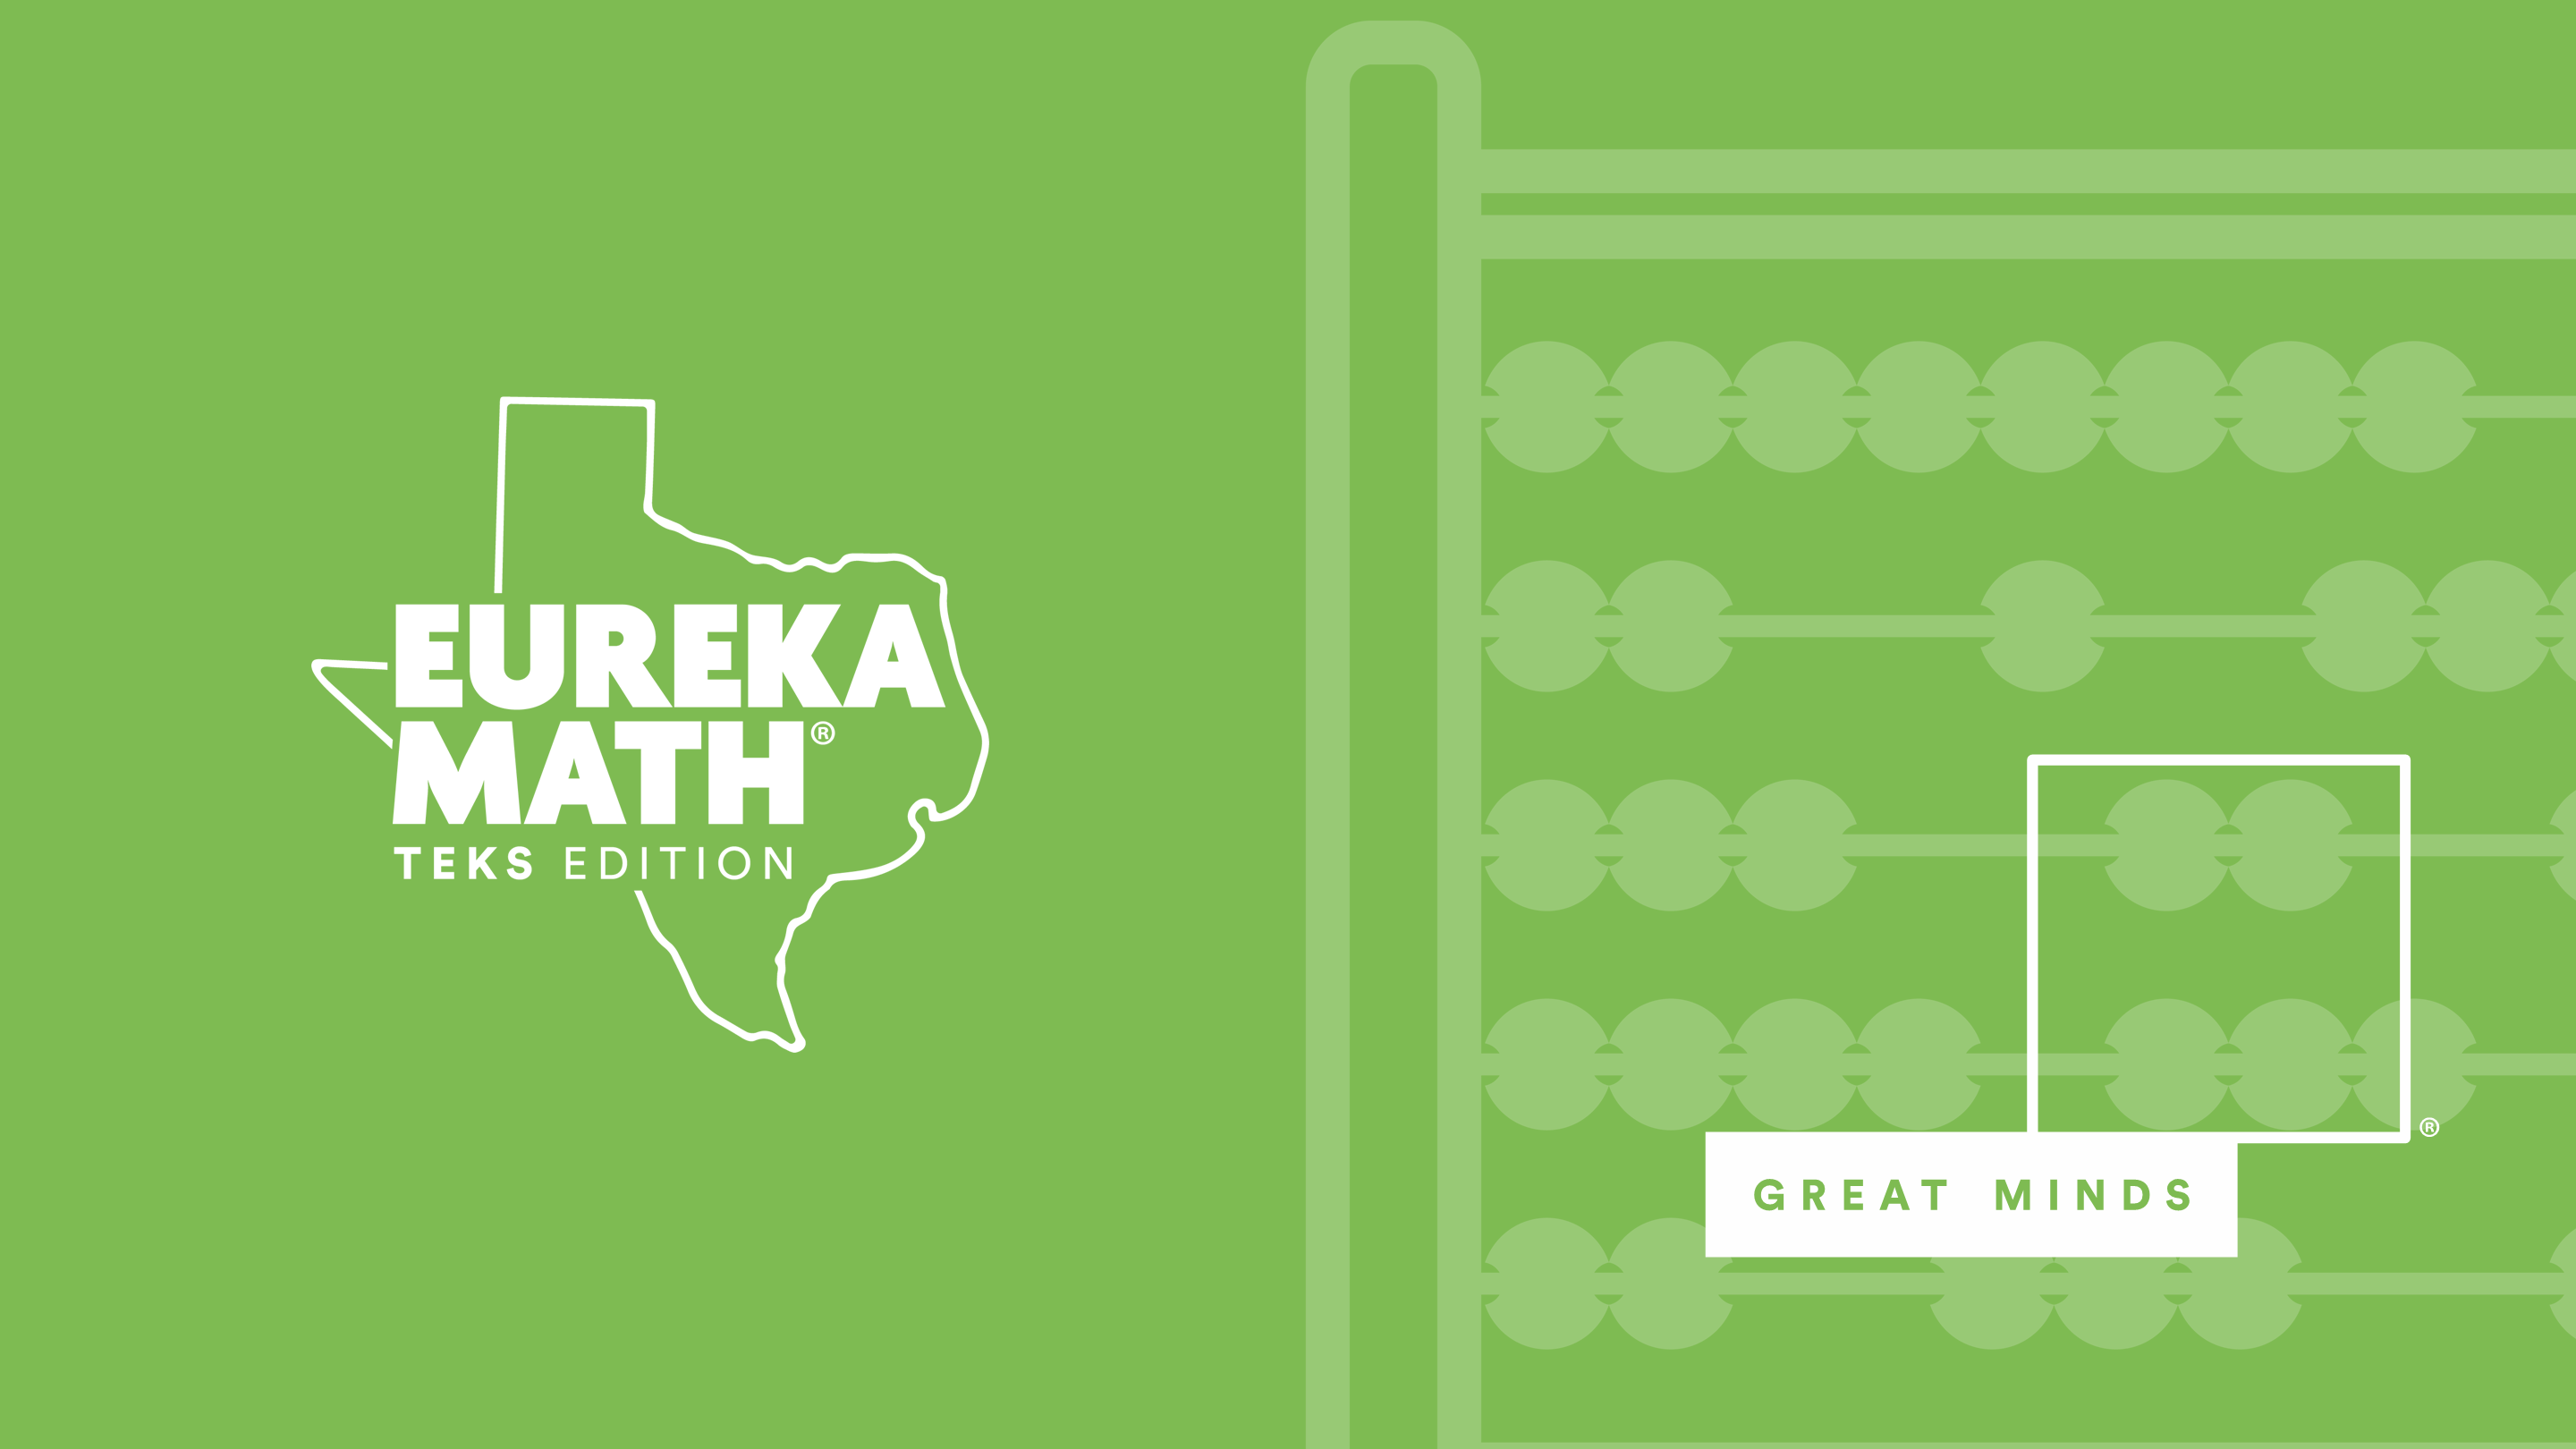 EUREKA
MATH®
TEKS EDITION
GREAT MINDS
®